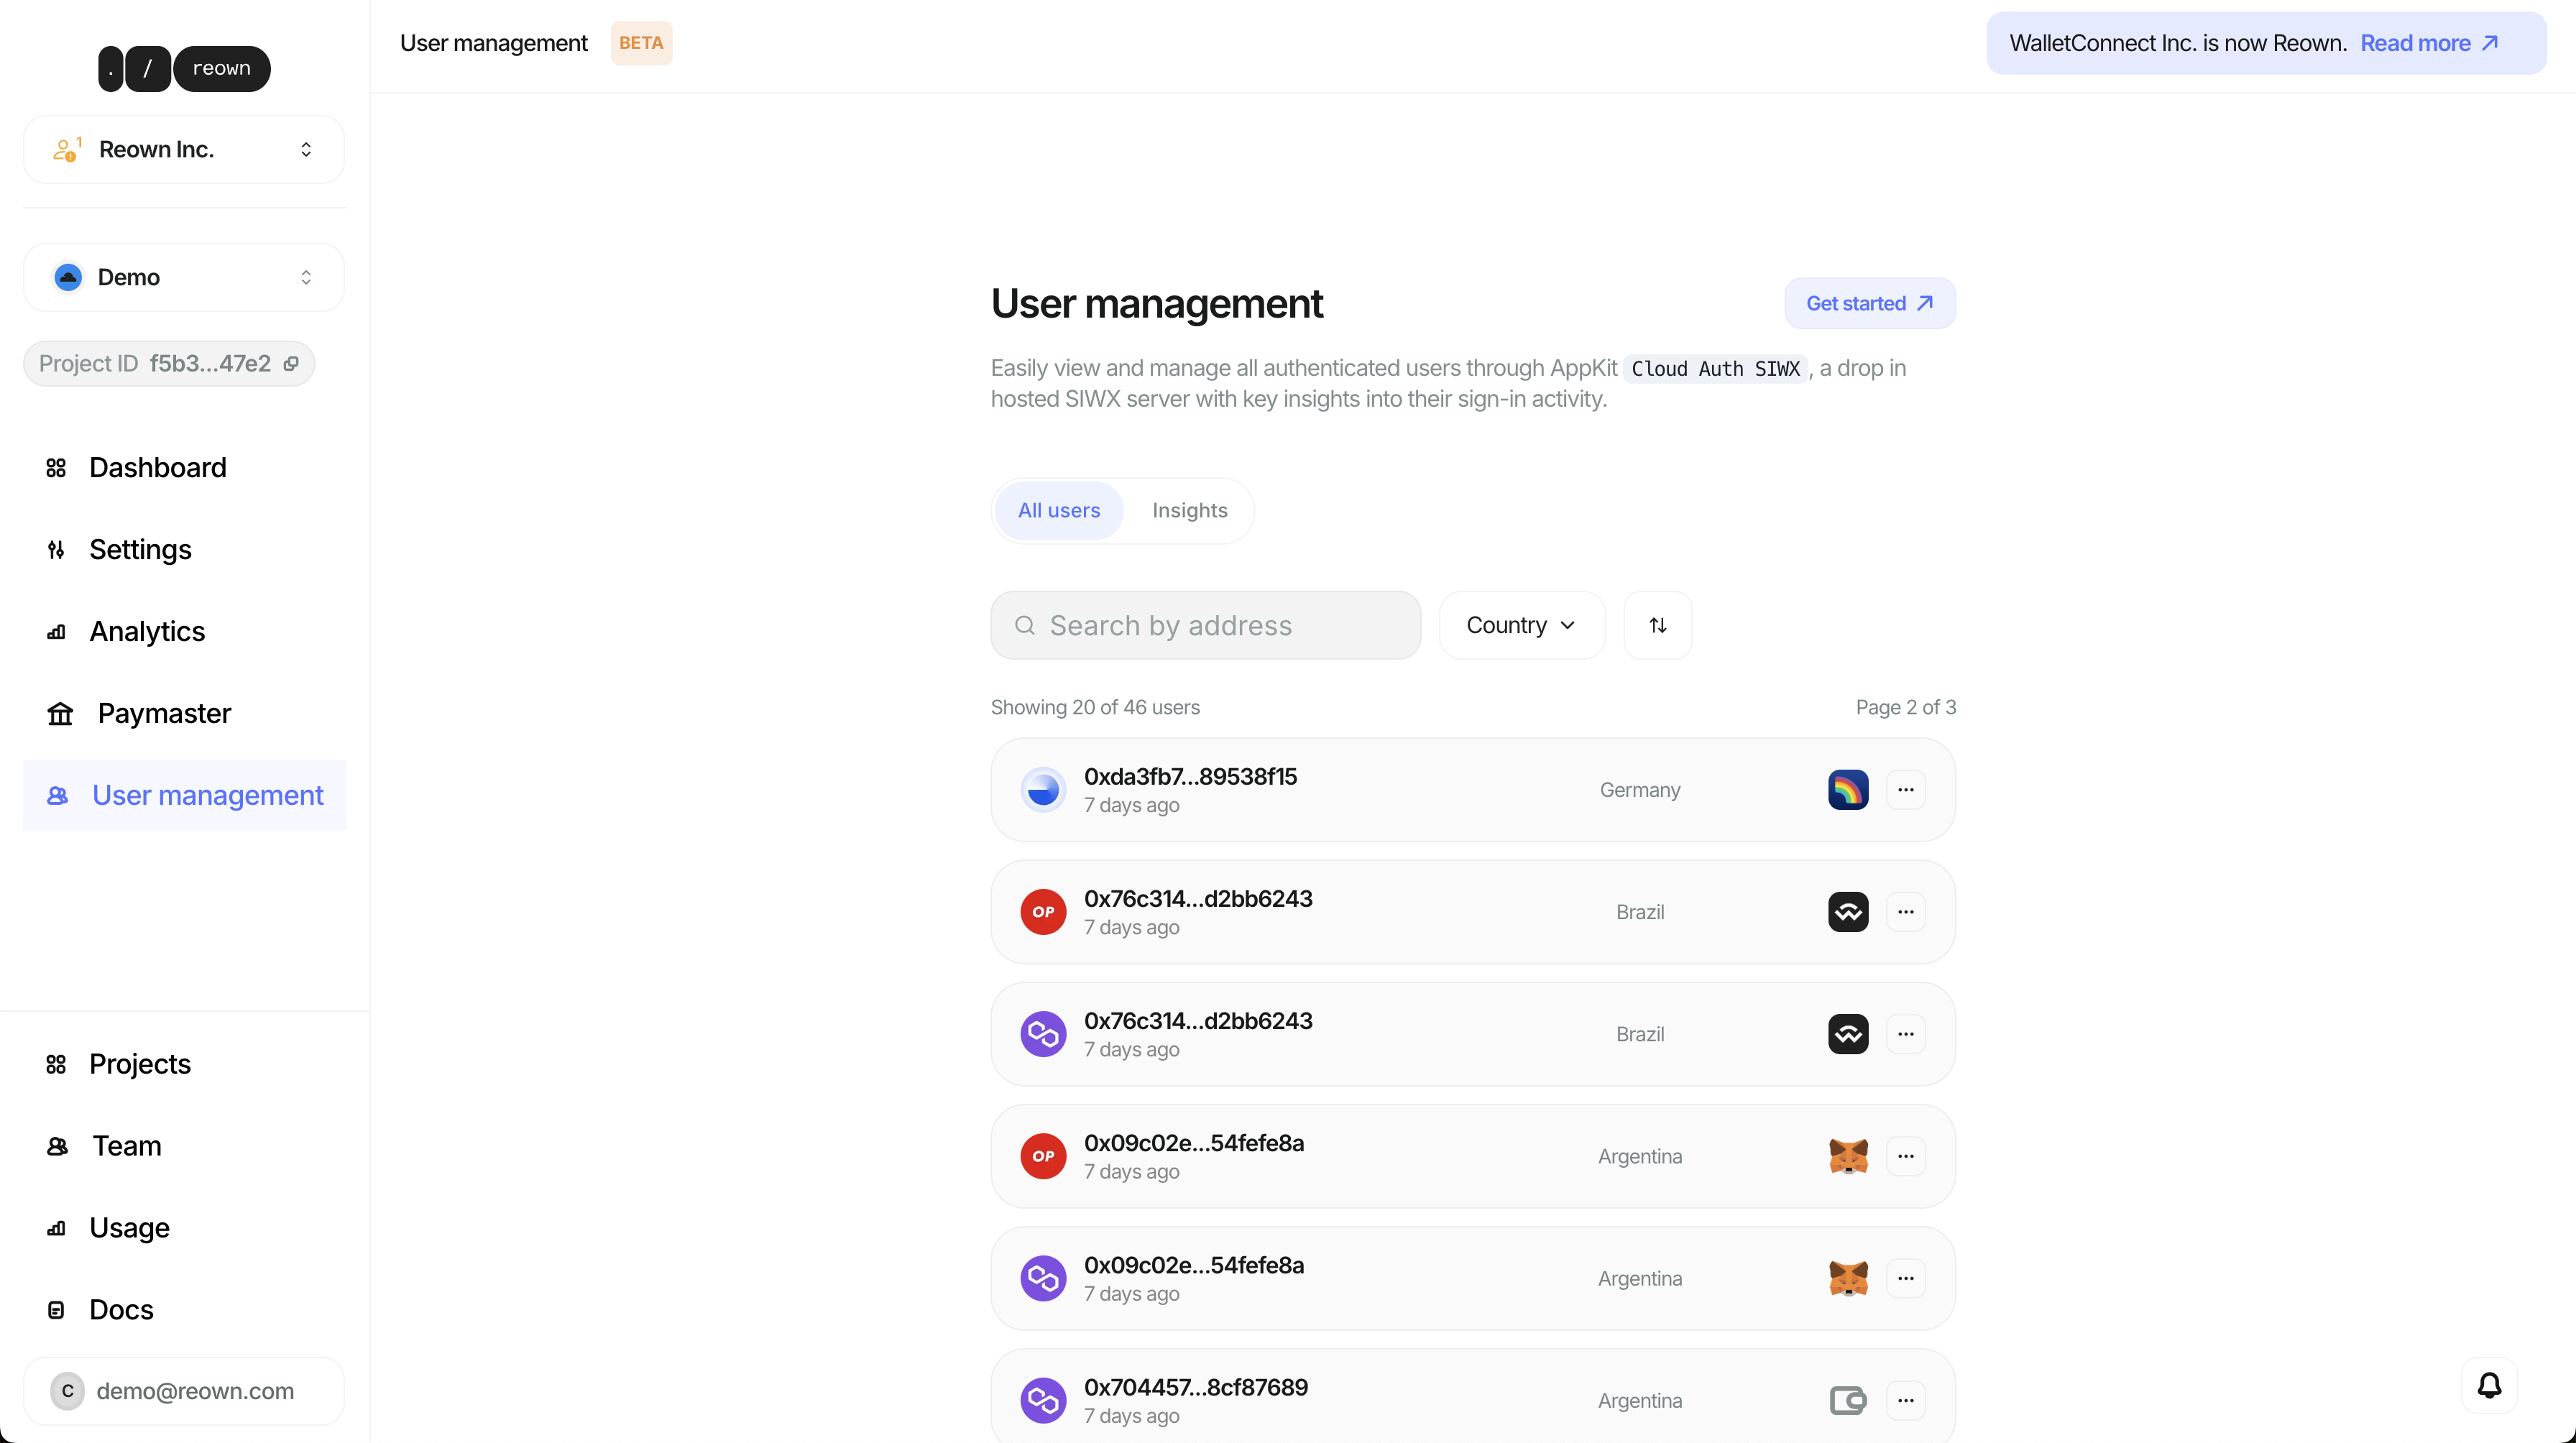 . / reown
Reown Inc.
1
Demo
Project ID f5b3...47e2
Dashboard
Settings
Analytics
Paymaster
User management
Projects
Team
Usage
Docs
C demo@reown.com
User management BETA
WalletConnect Inc. is now Reown. Read more
User management
Get started
Easily view and manage all authenticated users through AppKit Cloud Auth SIWX, a drop in
hosted SIWX server with key insights into their sign-in activity.
All users Insights
Search by address Country
Showing 20 of 46 users Page 2 of 3
0xda3fb7...89538f15
7 days ago
Germany
OP
0x76c314...d2bb6243
7 days ago
Brazil
0x76c314...d2bb6243
7 days ago
Brazil
OP
0x09c02e...54fefe8a
7 days ago
Argentina
0x09c02e...54fefe8a
7 days ago
Argentina
0x704457...8cf87689
7 days ago
Argentina